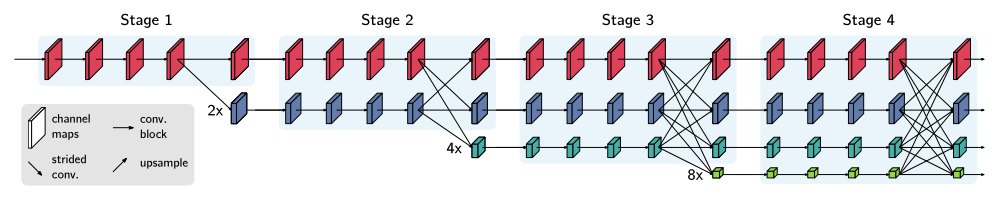 Stage 1
Stage 2
Stage 3
Stage 4
2x
4x
8x
channel
maps
conv.
block
strided
conv.
upsample